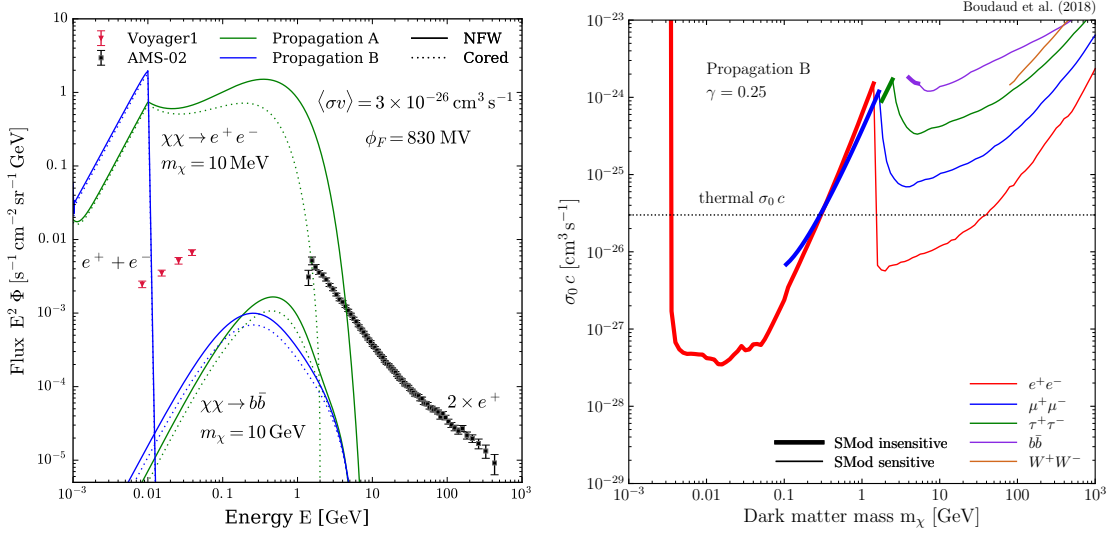 Voyager1
AMS-02
Propagation A
Propagation B
NFW
Cored
⟨σv⟩ = 3 × 10⁻²⁶ cm³ s⁻¹
ϕ_F = 830 MV
χχ → e⁺ e⁻
m_χ = 10 MeV
e⁺ + e⁻
χχ → bb̄
m_χ = 10 GeV
2 × e⁺
10
1
0.1
0.01
10⁻³
10⁻⁴
10⁻⁵
Flux E² Φ [s⁻¹ cm⁻² sr⁻¹ GeV]
10⁻³ 0.01 0.1 1 10 100 10³
Energy E [GeV]
Boudaud et al. (2018)
Propagation B
γ = 0.25
thermal σ₀ c
10⁻²³
10⁻²⁴
10⁻²⁵
10⁻²⁶
10⁻²⁷
10⁻²⁸
10⁻²⁹
σ₀ c [cm³ s⁻¹]
e⁺e⁻
μ⁺μ⁻
τ⁺τ⁻
bb̄
W⁺W⁻
SMod insensitive
SMod sensitive
10⁻³ 0.01 0.1 1 10 100 10³
Dark matter mass m_χ [GeV]